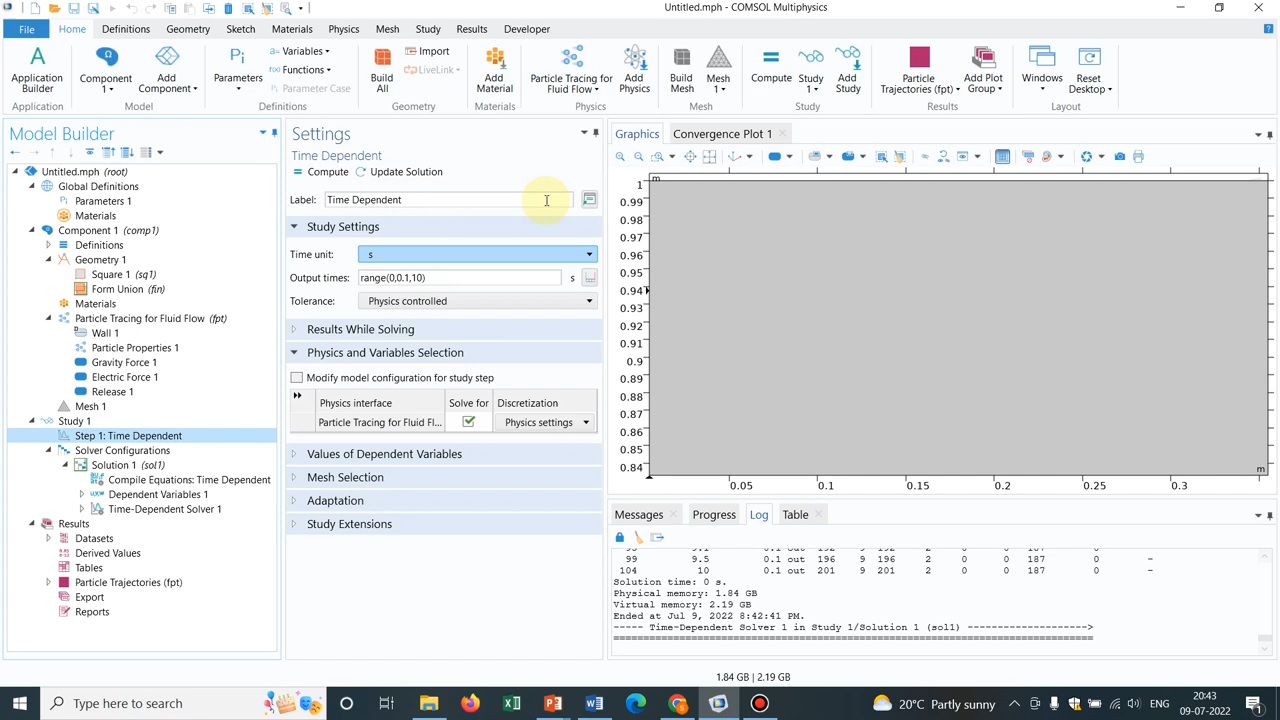 Untitled.mph - COMSOL Multiphysics
File Home Definitions Geometry Sketch Materials Physics Mesh Study Results Developer
Application Builder
Application
Component 1
Add Component
Model
Parameters
Variables
Functions
Parameter Case
Definitions
Build All
Import
LiveLink
Geometry
Add Material
Materials
Particle Tracing for Fluid Flow
Add Physics
Physics
Build Mesh
Mesh 1
Mesh
Compute
Study 1
Add Study
Study
Particle Trajectories (fpt)
Add Plot Group
Results
Windows
Reset Desktop
Layout
Model Builder
Untitled.mph (root)
Global Definitions
Parameters 1
Materials
Component 1 (comp1)
Definitions
Geometry 1
Square 1 (sq1)
Form Union (fin)
Materials
Particle Tracing for Fluid Flow (fpt)
Wall 1
Particle Properties 1
Gravity Force 1
Electric Force 1
Release 1
Mesh 1
Study 1
Step 1: Time Dependent
Solver Configurations
Solution 1 (sol1)
Compile Equations: Time Dependent
Dependent Variables 1
Time-Dependent Solver 1
Results
Datasets
Derived Values
Tables
Particle Trajectories (fpt)
Export
Reports
Settings
Time Dependent
= Compute Update Solution
Label: Time Dependent
Study Settings
Time unit: s
Output times: range(0,0.1,10) s
Tolerance: Physics controlled
Results While Solving
Physics and Variables Selection
Modify model configuration for study step
Physics interface Solve for Discretization
Particle Tracing for Fluid Fl... Physics settings
Values of Dependent Variables
Mesh Selection
Adaptation
Study Extensions
Graphics Convergence Plot 1
m
1
0.99
0.98
0.97
0.96
0.95
0.94
0.93
0.92
0.91
0.9
0.89
0.88
0.87
0.86
0.85
0.84
m
0.05 0.1 0.15 0.2 0.25 0.3
Messages Progress Log Table
99 9.5 0.1 out 196 9 196 2 0 0 187 0 -
104 10 0.1 out 201 9 201 2 0 0 187 0 -
Solution time: 0 s.
Physical memory: 1.84 GB
Virtual memory: 2.19 GB
Ended at Jul 9, 2022 8:42:41 PM.
----- Time-Dependent Solver 1 in Study 1/Solution 1 (sol1) -------------------->
1.84 GB | 2.19 GB
Type here to search
20°C Partly sunny
ENG
20:43
09-07-2022